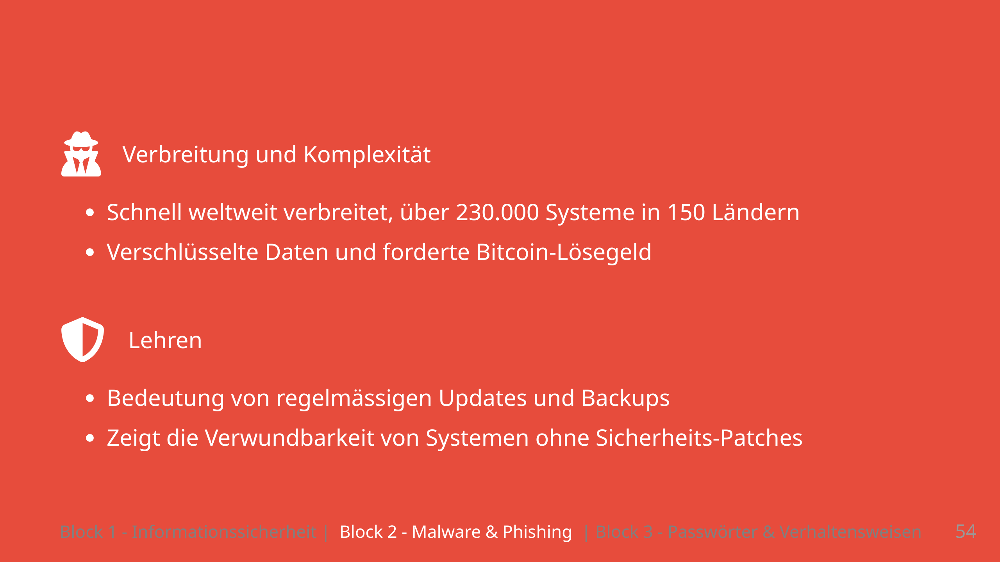 Verbreitung und Komplexität
• Schnell weltweit verbreitet, über 230.000 Systeme in 150 Ländern
• Verschlüsselte Daten und forderte Bitcoin-Lösegeld
Lehren
• Bedeutung von regelmässigen Updates und Backups
• Zeigt die Verwundbarkeit von Systemen ohne Sicherheits-Patches
Block 1 - Informationssicherheit | Block 2 - Malware & Phishing | Block 3 - Passwörter & Verhaltensweisen 54